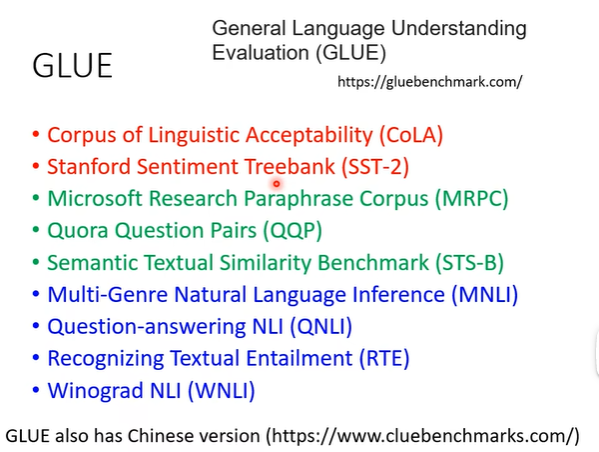 General Language Understanding
Evaluation (GLUE)
GLUE
https://gluebenchmark.com/
• Corpus of Linguistic Acceptability (CoLA)
• Stanford Sentiment Treebank (SST-2)
• Microsoft Research Paraphrase Corpus (MRPC)
• Quora Question Pairs (QQP)
• Semantic Textual Similarity Benchmark (STS-B)
• Multi-Genre Natural Language Inference (MNLI)
• Question-answering NLI (QNLI)
• Recognizing Textual Entailment (RTE)
• Winograd NLI (WNLI)
GLUE also has Chinese version (https://www.cluebenchmarks.com/)